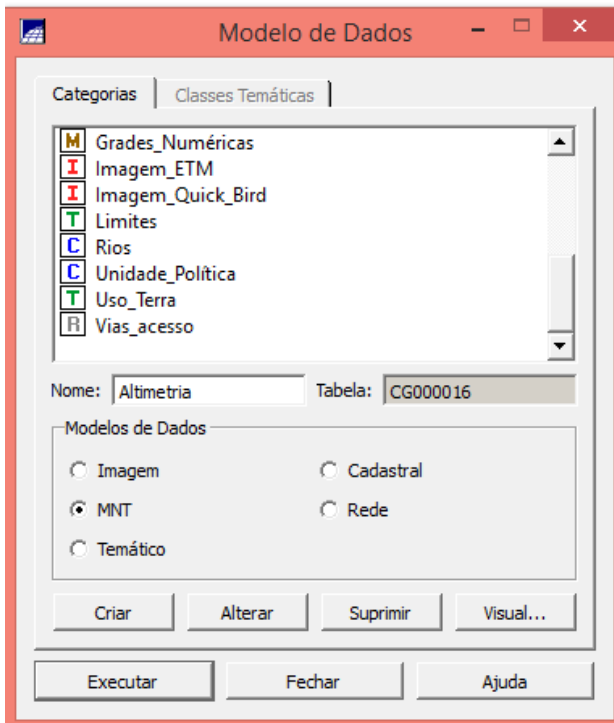 Modelo de Dados
Categorias Classes Temáticas
M Grades_Numéricas
I Imagem_ETM
I Imagem_Quick_Bird
T Limites
C Rios
C Unidade_Política
T Uso_Terra
R Vias_acesso
Nome: Altimetria Tabela: CG000016
Modelos de Dados
Imagem Cadastral
MNT Rede
Temático
Criar Alterar Suprimir Visual...
Executar Fechar Ajuda